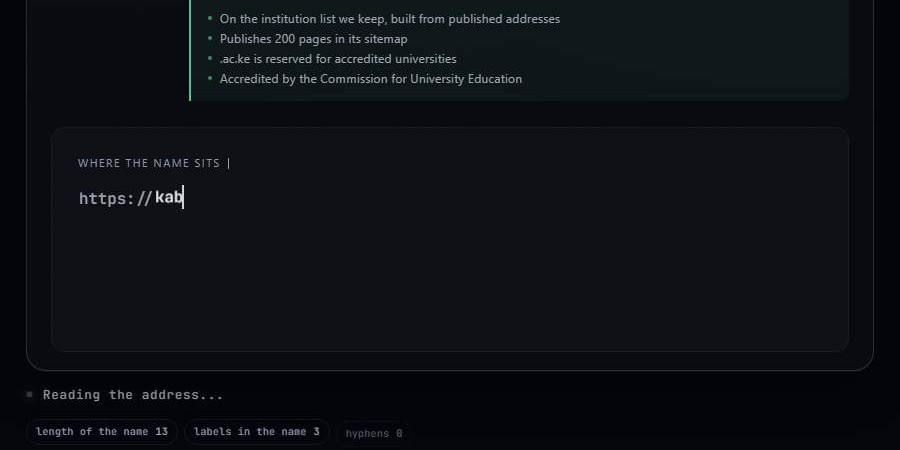 On the institution list we keep, built from published addresses
Publishes 200 pages in its sitemap
.ac.ke is reserved for accredited universities
Accredited by the Commission for University Education
WHERE THE NAME SITS
https://kab
Reading the address...
length of the name 13 labels in the name 3 hyphens 0